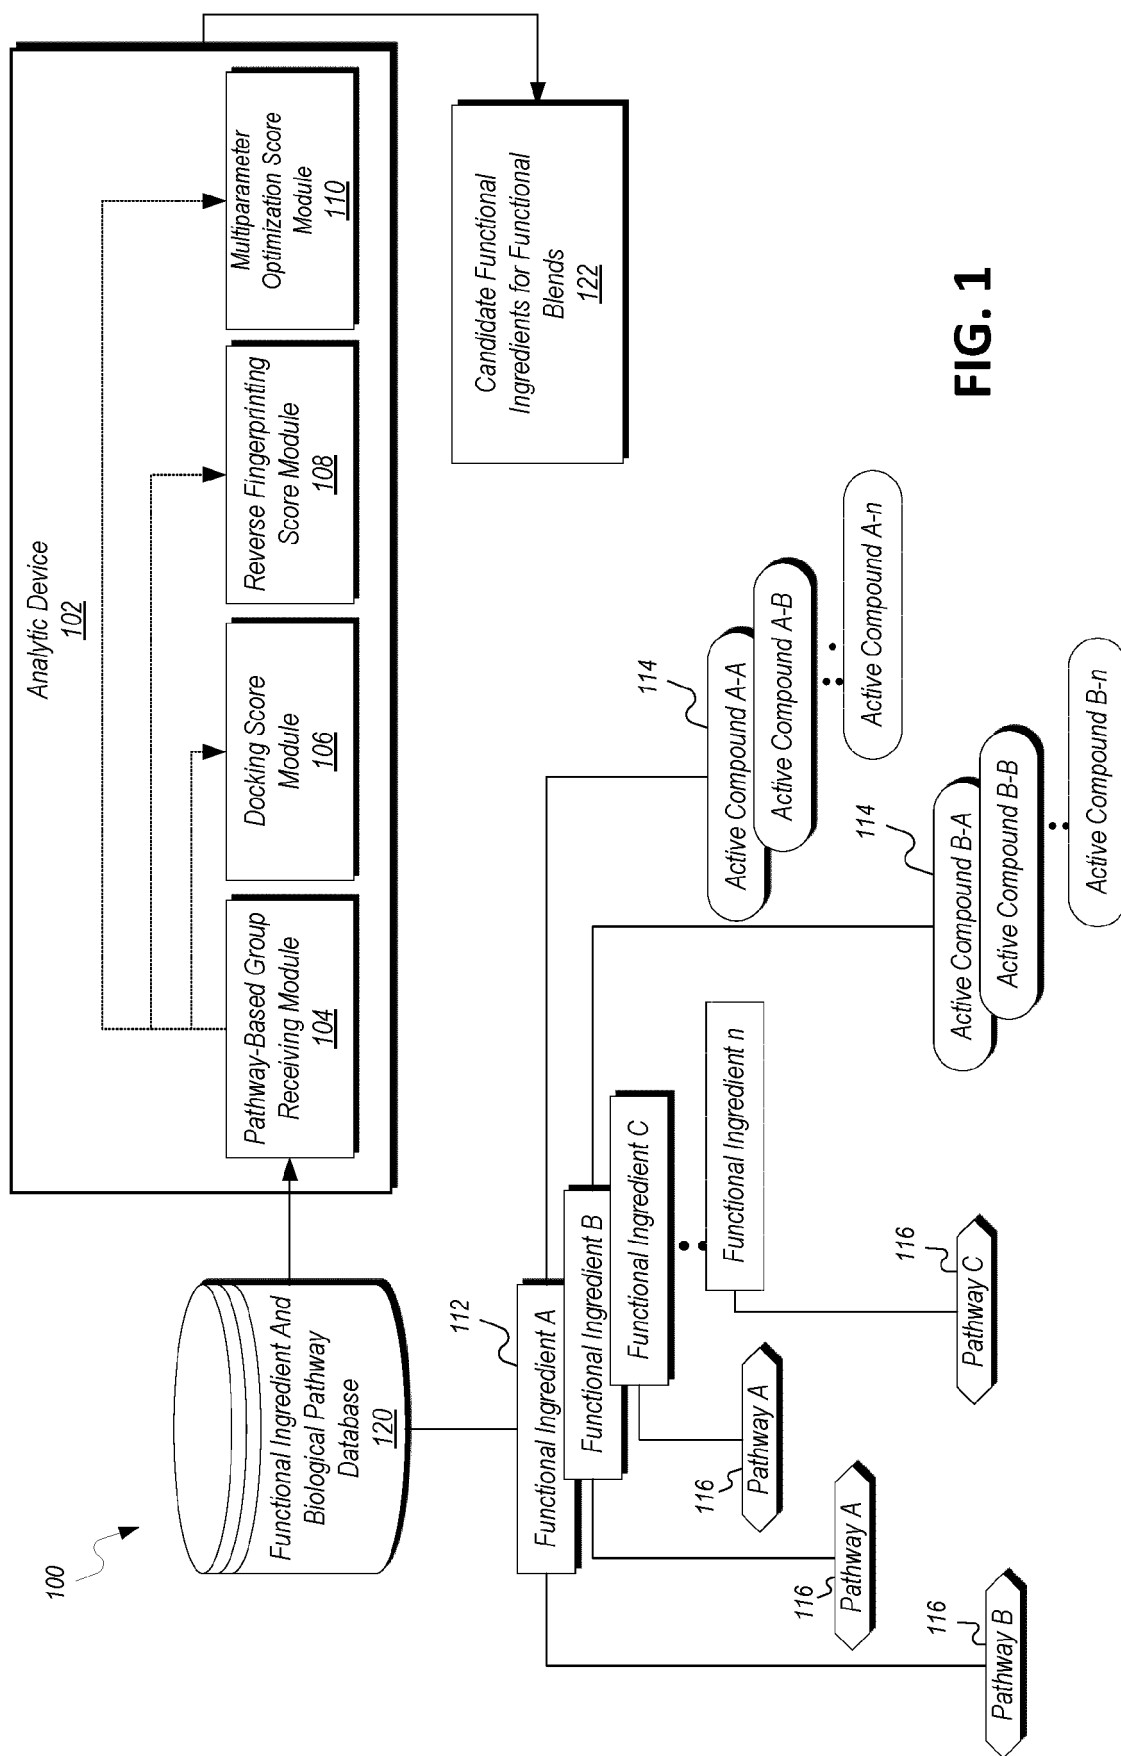 100
Functional Ingredient And
Biological Pathway
Database
120
Analytic Device
102
Pathway-Based Group
Receiving Module
104
Docking Score
Module
106
Reverse Fingerprinting
Score Module
108
Multiparameter
Optimization Score
Module
110
Candidate Functional
Ingredients for Functional
Blends
122
112
Functional Ingredient A
Functional Ingredient B
Functional Ingredient C
Functional Ingredient n
114
Active Compound A-A
Active Compound A-B
Active Compound A-n
114
Active Compound B-A
Active Compound B-B
Active Compound B-n
116
Pathway B
116
Pathway A
116
Pathway A
116
Pathway C
FIG. 1